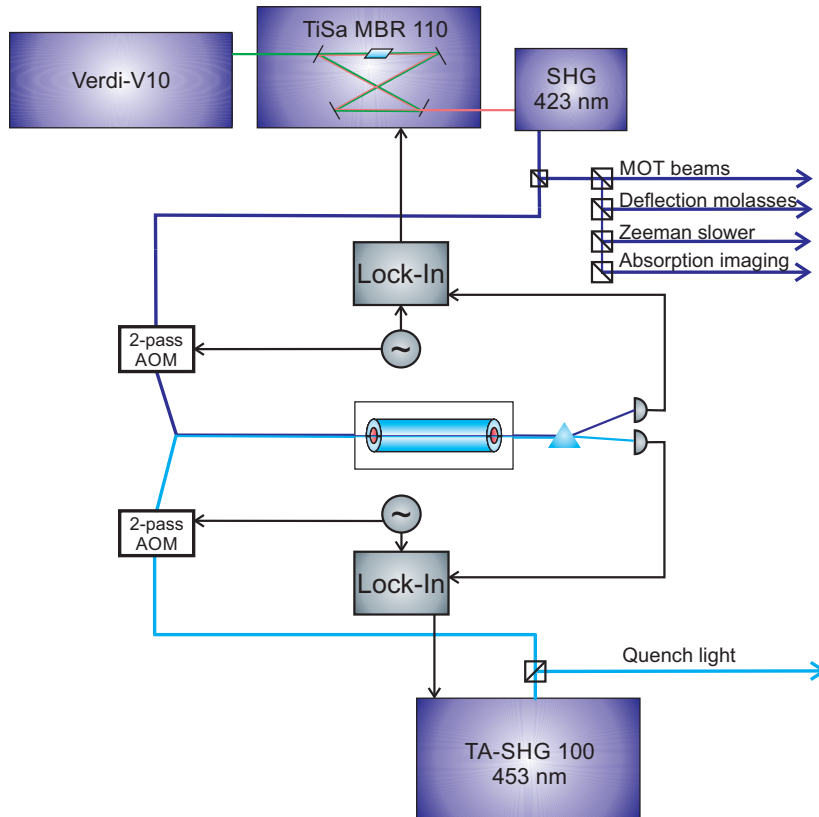 TiSa MBR 110
Verdi-V10
SHG
423 nm
MOT beams
Deflection molasses
Zeeman slower
Absorption imaging
Lock-In
2-pass
AOM
~
~
2-pass
AOM
Lock-In
Quench light
TA-SHG 100
453 nm